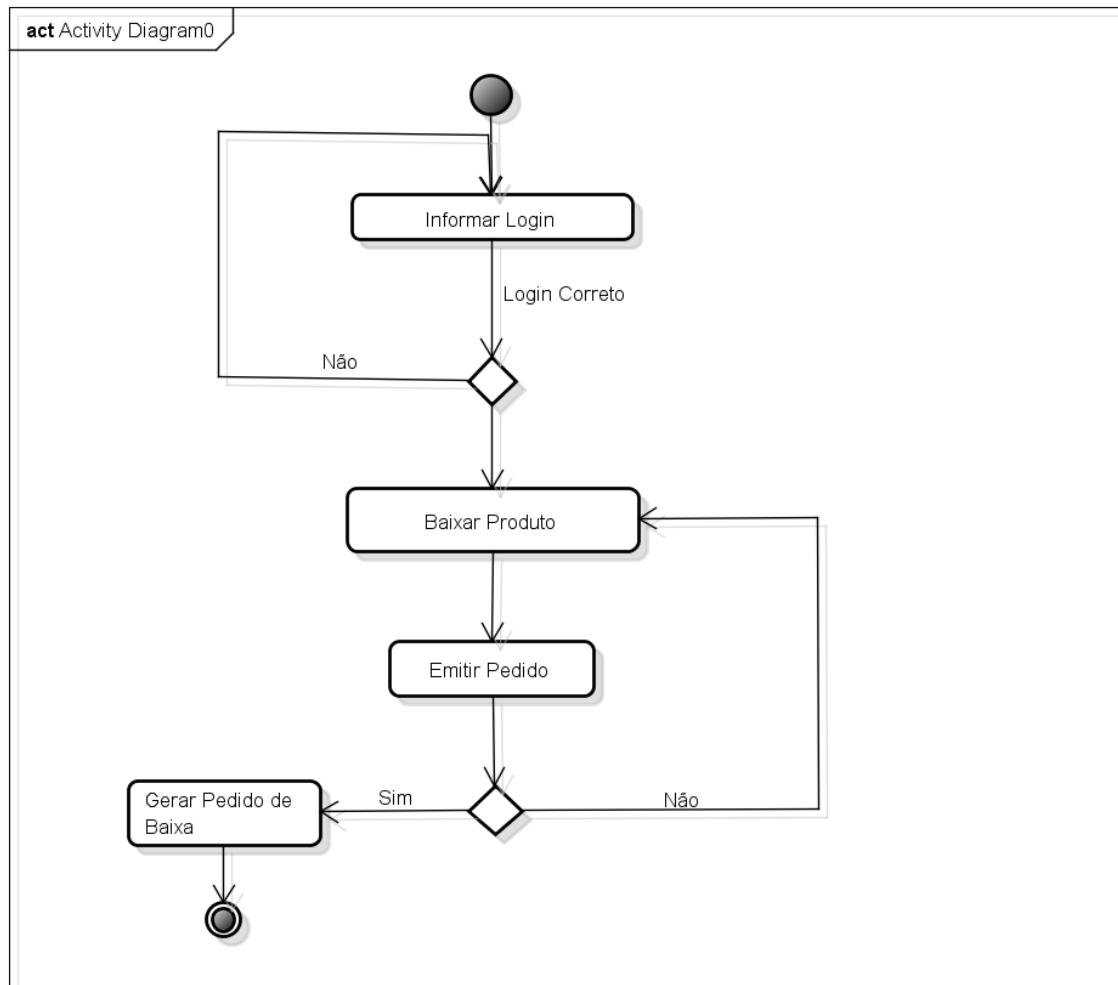 act Activity Diagram0
Informar Login
Login Correto
Não
Baixar Produto
Emitir Pedido
Gerar Pedido de
Baixa
Sim
Não